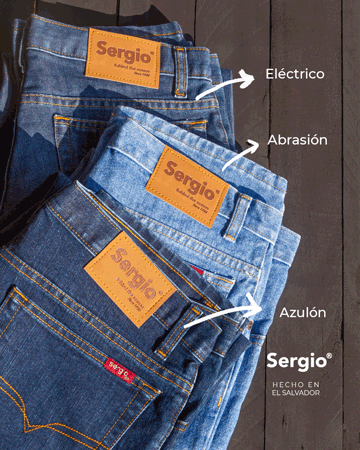 Sergio®
Eléctrico
Abrasión
Sergio®
Sergio
Azulón
Sergio®
HECHO EN
EL SALVADOR